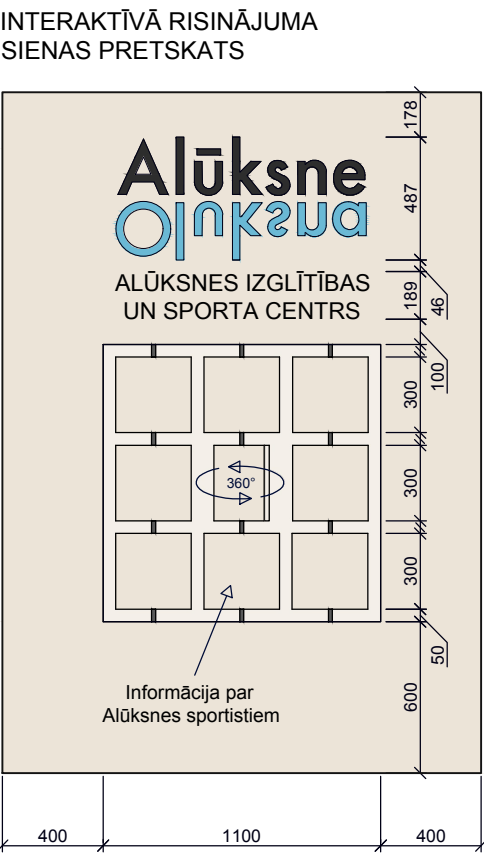 INTERAKTĪVĀ RISINĀJUMA
SIENAS PRETSKATS
178
Alūksne
487
ALŪKSNES IZGLĪTĪBAS
UN SPORTA CENTRS
189
46
100
300
300
360°
300
50
Informācija par
Alūksnes sportistiem
600
400
1100
400